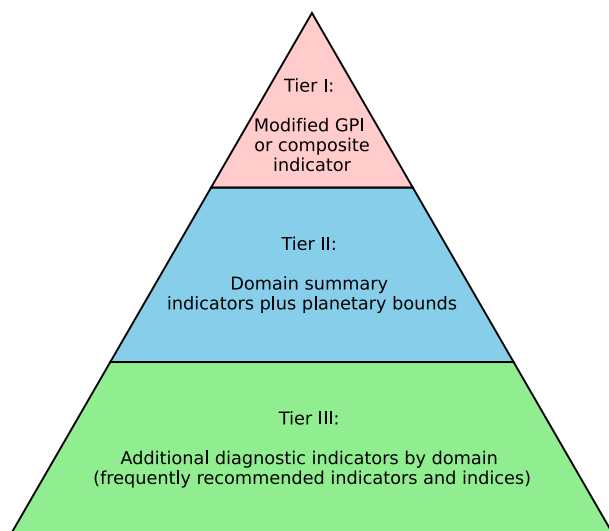 Tier I:
Modified GPI
or composite
indicator
Tier II:
Domain summary
indicators plus planetary bounds
Tier III:
Additional diagnostic indicators by domain
(frequently recommended indicators and indices)